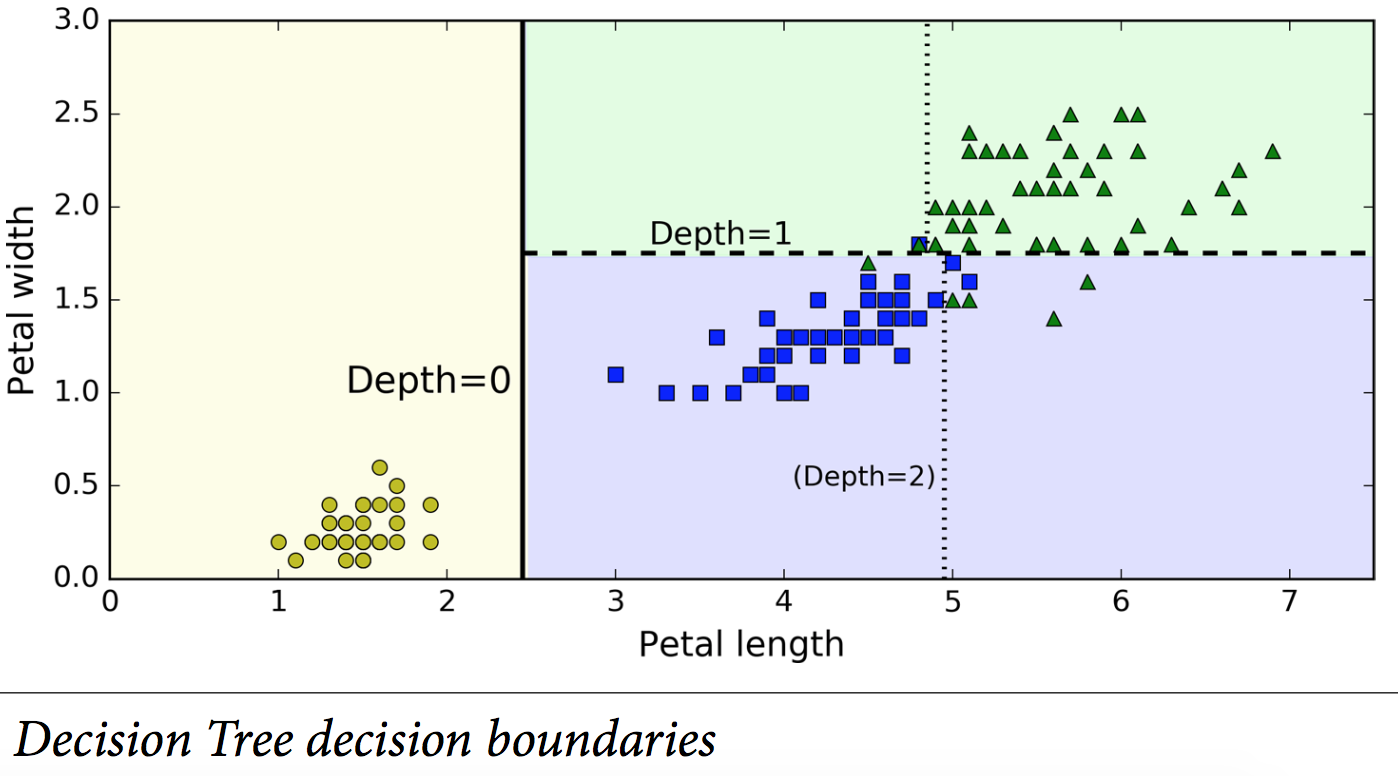 3.0
2.5
2.0
1.5
1.0
0.5
0.0
Petal width
Depth=1
Depth=0
(Depth=2)
0 1 2 3 4 5 6 7
Petal length
Decision Tree decision boundaries